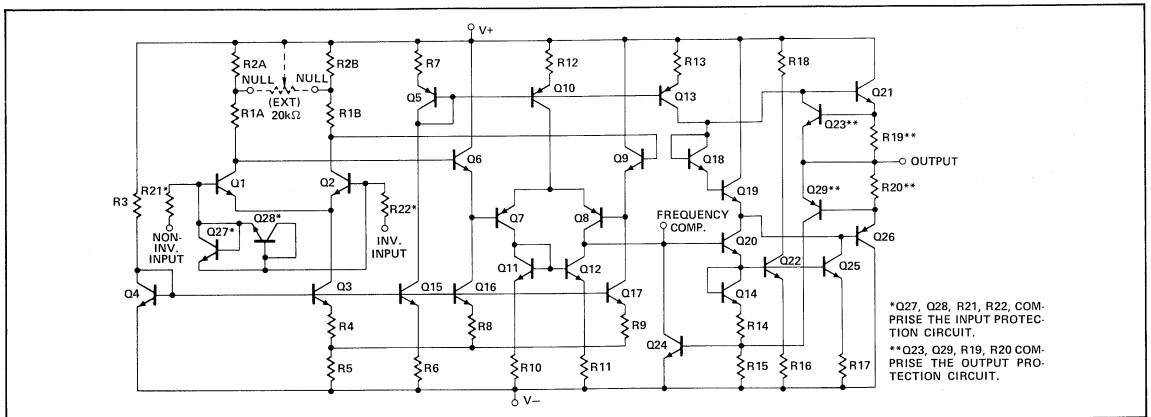 V+
R2A
R2B
R7
R12
R13
R18
NULL
NULL
(EXT)
20kΩ
Q5
Q10
Q13
Q21
Q23**
R19**
R1A
R1B
Q6
Q9
Q18
OUTPUT
R3
R21*
Q1
Q2
Q19
Q29**
R20**
R22*
Q7
Q8
FREQUENCY
COMP.
Q28*
Q27*
Q20
Q26
NON-
INV.
INPUT
INV.
INPUT
Q11
Q12
Q22
Q25
Q4
Q3
Q15
Q16
Q17
Q14
R4
R8
R9
R14
Q24
R5
R6
R10
R11
R15
R16
R17
V−
*Q27, Q28, R21, R22, COM-
PRISE THE INPUT PROTEC-
TION CIRCUIT.
**Q23, Q29, R19, R20 COM-
PRISE THE OUTPUT PRO-
TECTION CIRCUIT.